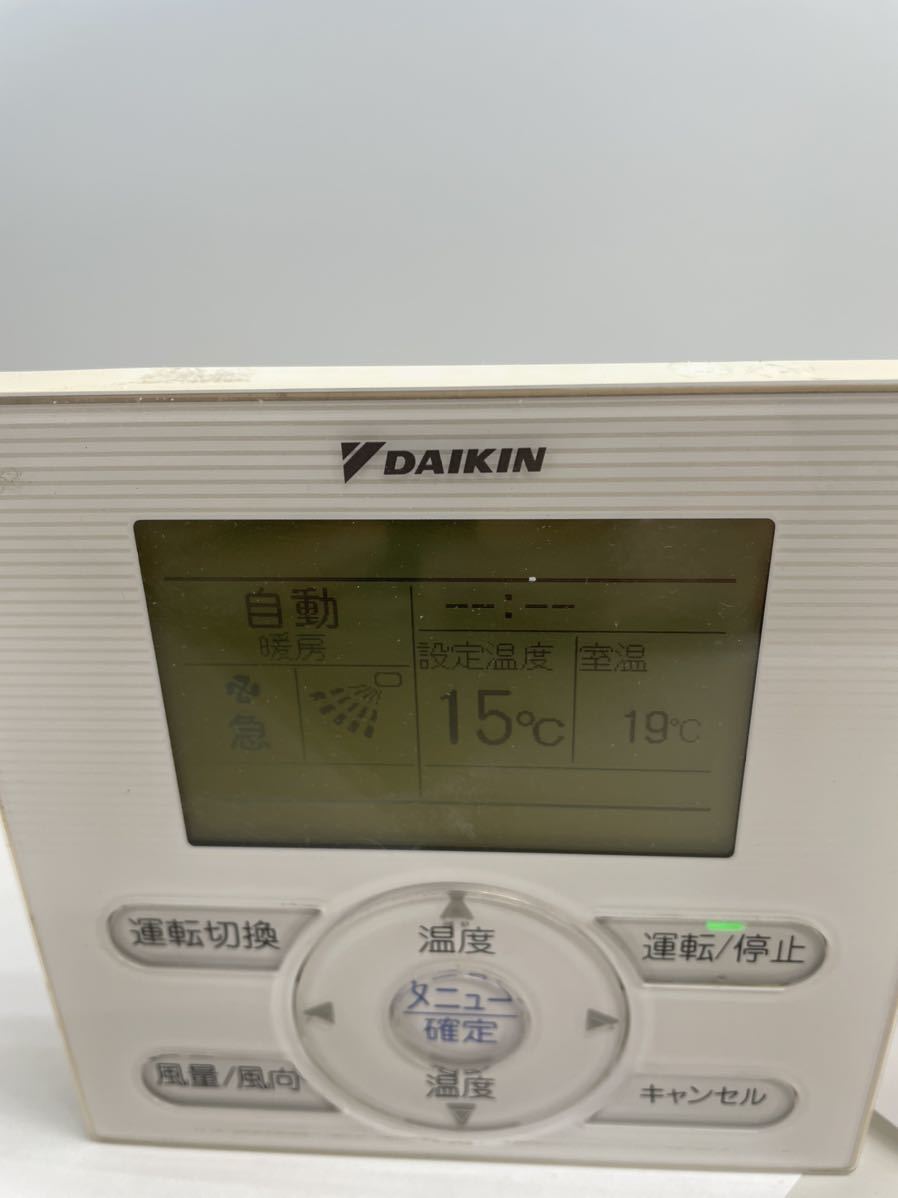 DAIKIN
自動
暖房
--:--
設定温度
室温
急
15℃
19℃
運転切換
温度
運転/停止
メニュー
確定
風量/風向
温度
キャンセル